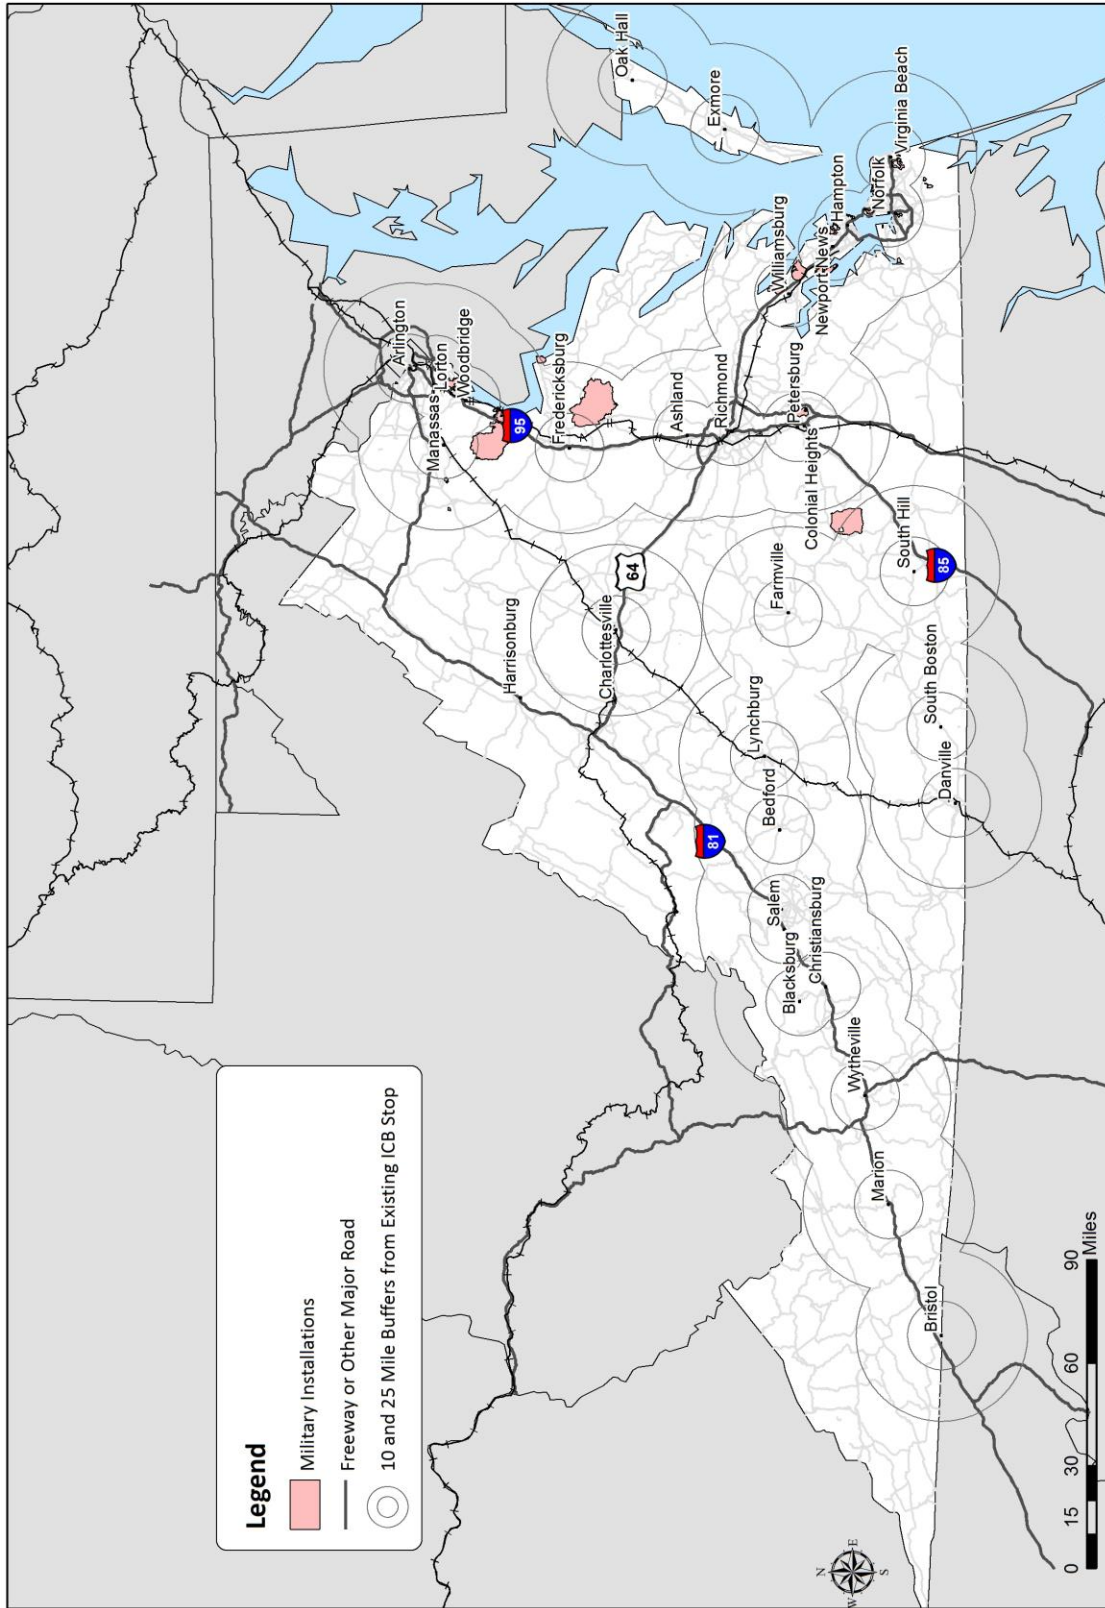 Legend
Military Installations
Freeway or Other Major Road
10 and 25 Mile Buffers from Existing ICB Stop
Oak Hall
Exmore
Virginia Beach
Norfolk
Hampton
Newport News
Williamsburg
Arlington
Lorton
Woodbridge
Manassas
95
Fredericksburg
Ashland
Richmond
Petersburg
Colonial Heights
64
South Hill
85
Farmville
Harrisonburg
Charlottesville
Lynchburg
South Boston
Danville
Bedford
81
Salem
Blacksburg
Christiansburg
Wytheville
Marion
Bristol
N
E
S
W
0 15 30 60 90
Miles